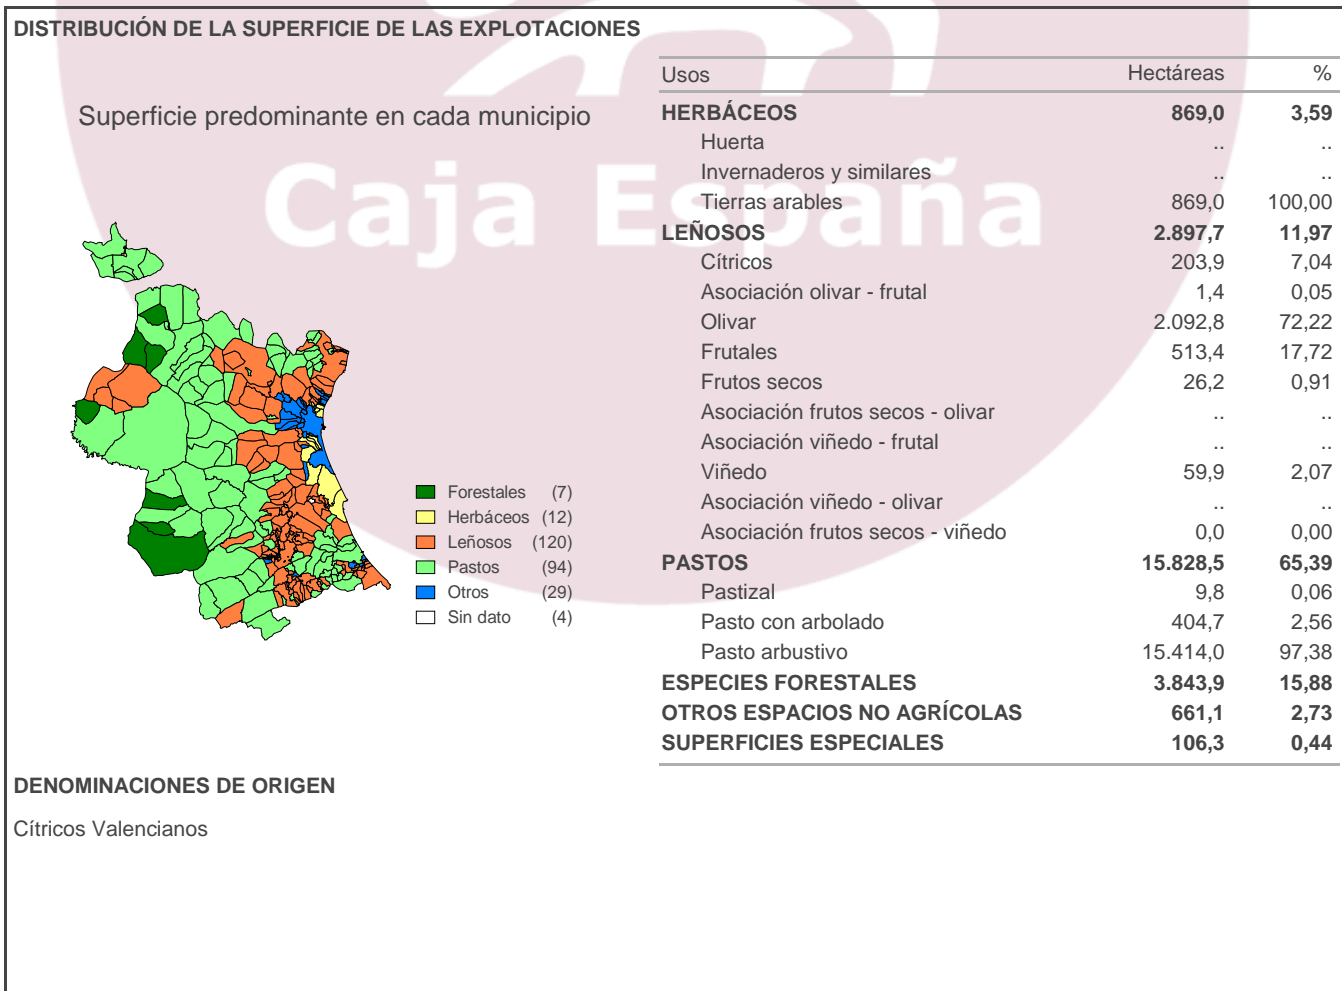 DISTRIBUCIÓN DE LA SUPERFICIE DE LAS EXPLOTACIONES
Superficie predominante en cada municipio
Caja España
Forestales (7)
Herbáceos (12)
Leñosos (120)
Pastos (94)
Otros (29)
Sin dato (4)
Usos Hectáreas %
HERBÁCEOS 869,0 3,59
Huerta .. ..
Invernaderos y similares .. ..
Tierras arables 869,0 100,00
LEÑOSOS 2.897,7 11,97
Cítricos 203,9 7,04
Asociación olivar - frutal 1,4 0,05
Olivar 2.092,8 72,22
Frutales 513,4 17,72
Frutos secos 26,2 0,91
Asociación frutos secos - olivar .. ..
Asociación viñedo - frutal .. ..
Viñedo 59,9 2,07
Asociación viñedo - olivar .. ..
Asociación frutos secos - viñedo 0,0 0,00
PASTOS 15.828,5 65,39
Pastizal 9,8 0,06
Pasto con arbolado 404,7 2,56
Pasto arbustivo 15.414,0 97,38
ESPECIES FORESTALES 3.843,9 15,88
OTROS ESPACIOS NO AGRÍCOLAS 661,1 2,73
SUPERFICIES ESPECIALES 106,3 0,44
DENOMINACIONES DE ORIGEN
Cítricos Valencianos